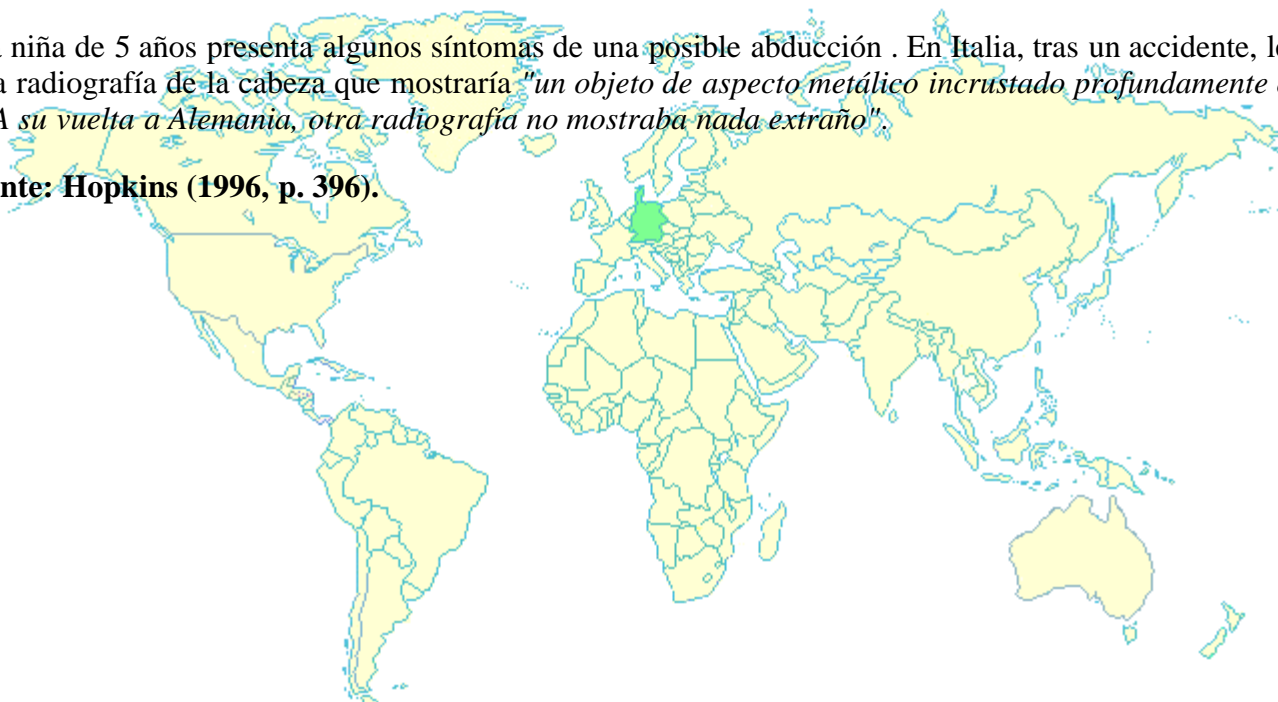 a niña de 5 años presenta algunos síntomas de una posible abducción . En Italia, tras un accidente, le
a radiografía de la cabeza que mostraría "un objeto de aspecto metálico incrustado profundamente
A su vuelta a Alemania, otra radiografía no mostraba nada extraño".
nte: Hopkins (1996, p. 396).